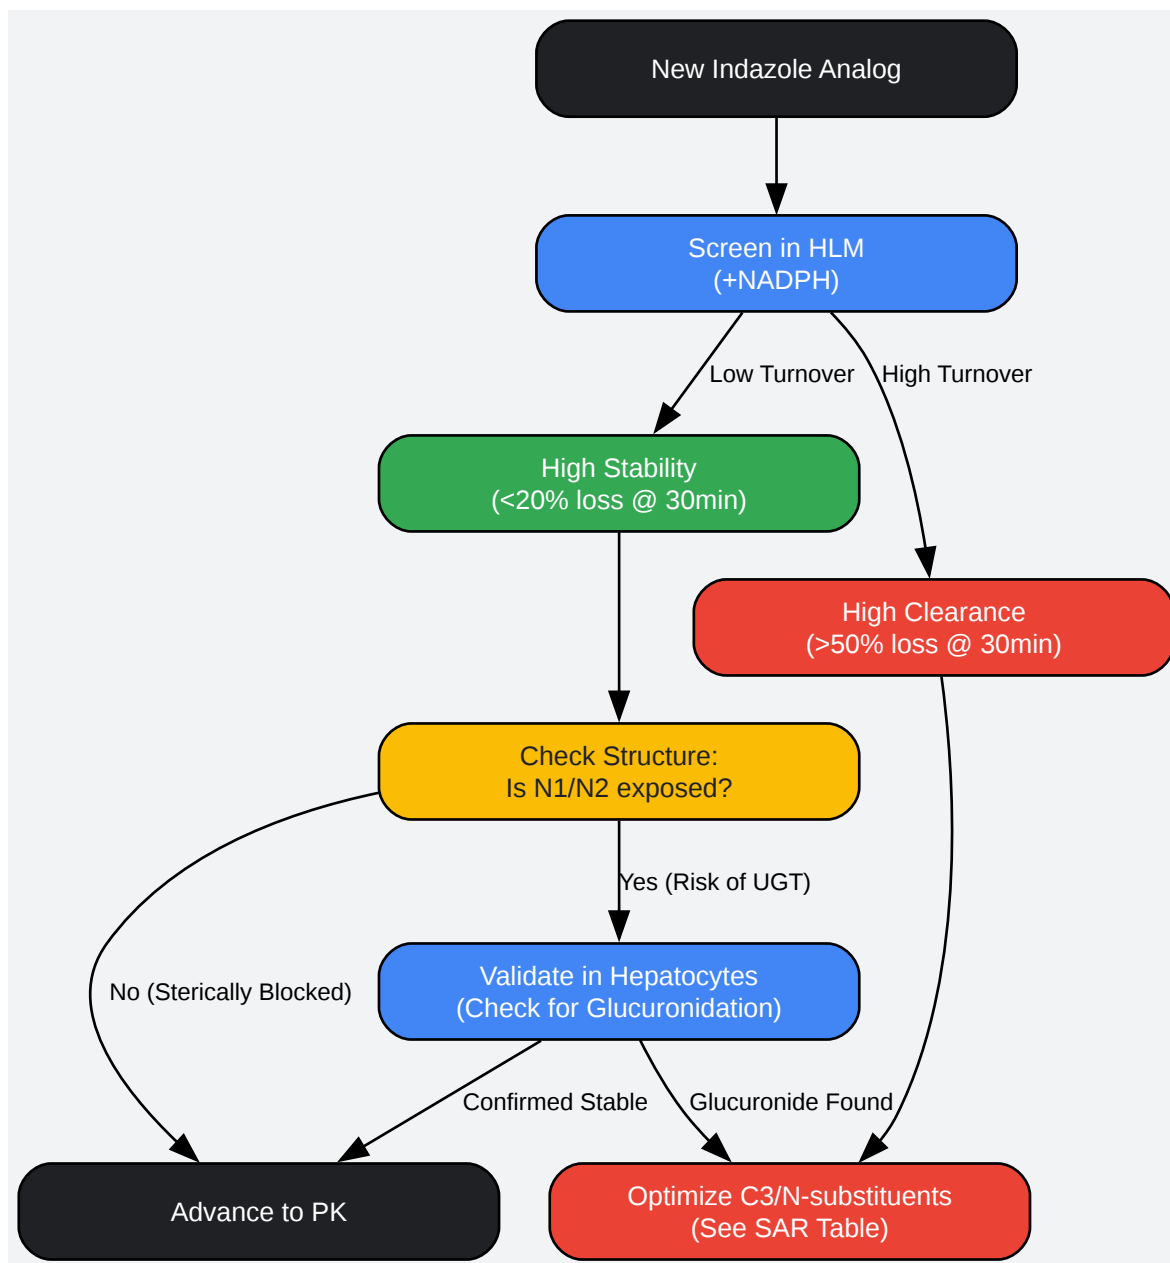 New Indazole Analog
Screen in HLM
(+NADPH)
Low Turnover
High Turnover
High Stability
(<20% loss @ 30min)
High Clearance
(>50% loss @ 30min)
Check Structure:
Is N1/N2 exposed?
Yes (Risk of UGT)
Validate in Hepatocytes
(Check for Glucuronidation)
No (Sterically Blocked)
Confirmed Stable
Glucuronide Found
Advance to PK
Optimize C3/N-substituents
(See SAR Table)